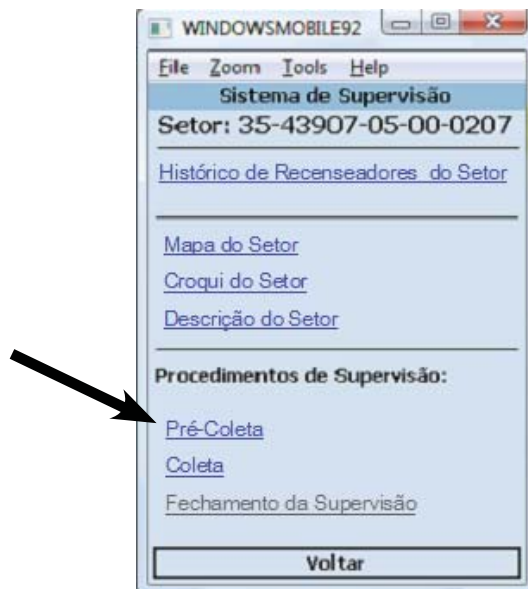 WINDOWSMOBILE92
File Zoom Tools Help
Sistema de Supervisão
Setor: 35-43907-05-00-0207
Histórico de Recenseadores do Setor
Mapa do Setor
Croqui do Setor
Descrição do Setor
Procedimentos de Supervisão:
Pré-Coleta
Coleta
Fechamento da Supervisão
Voltar